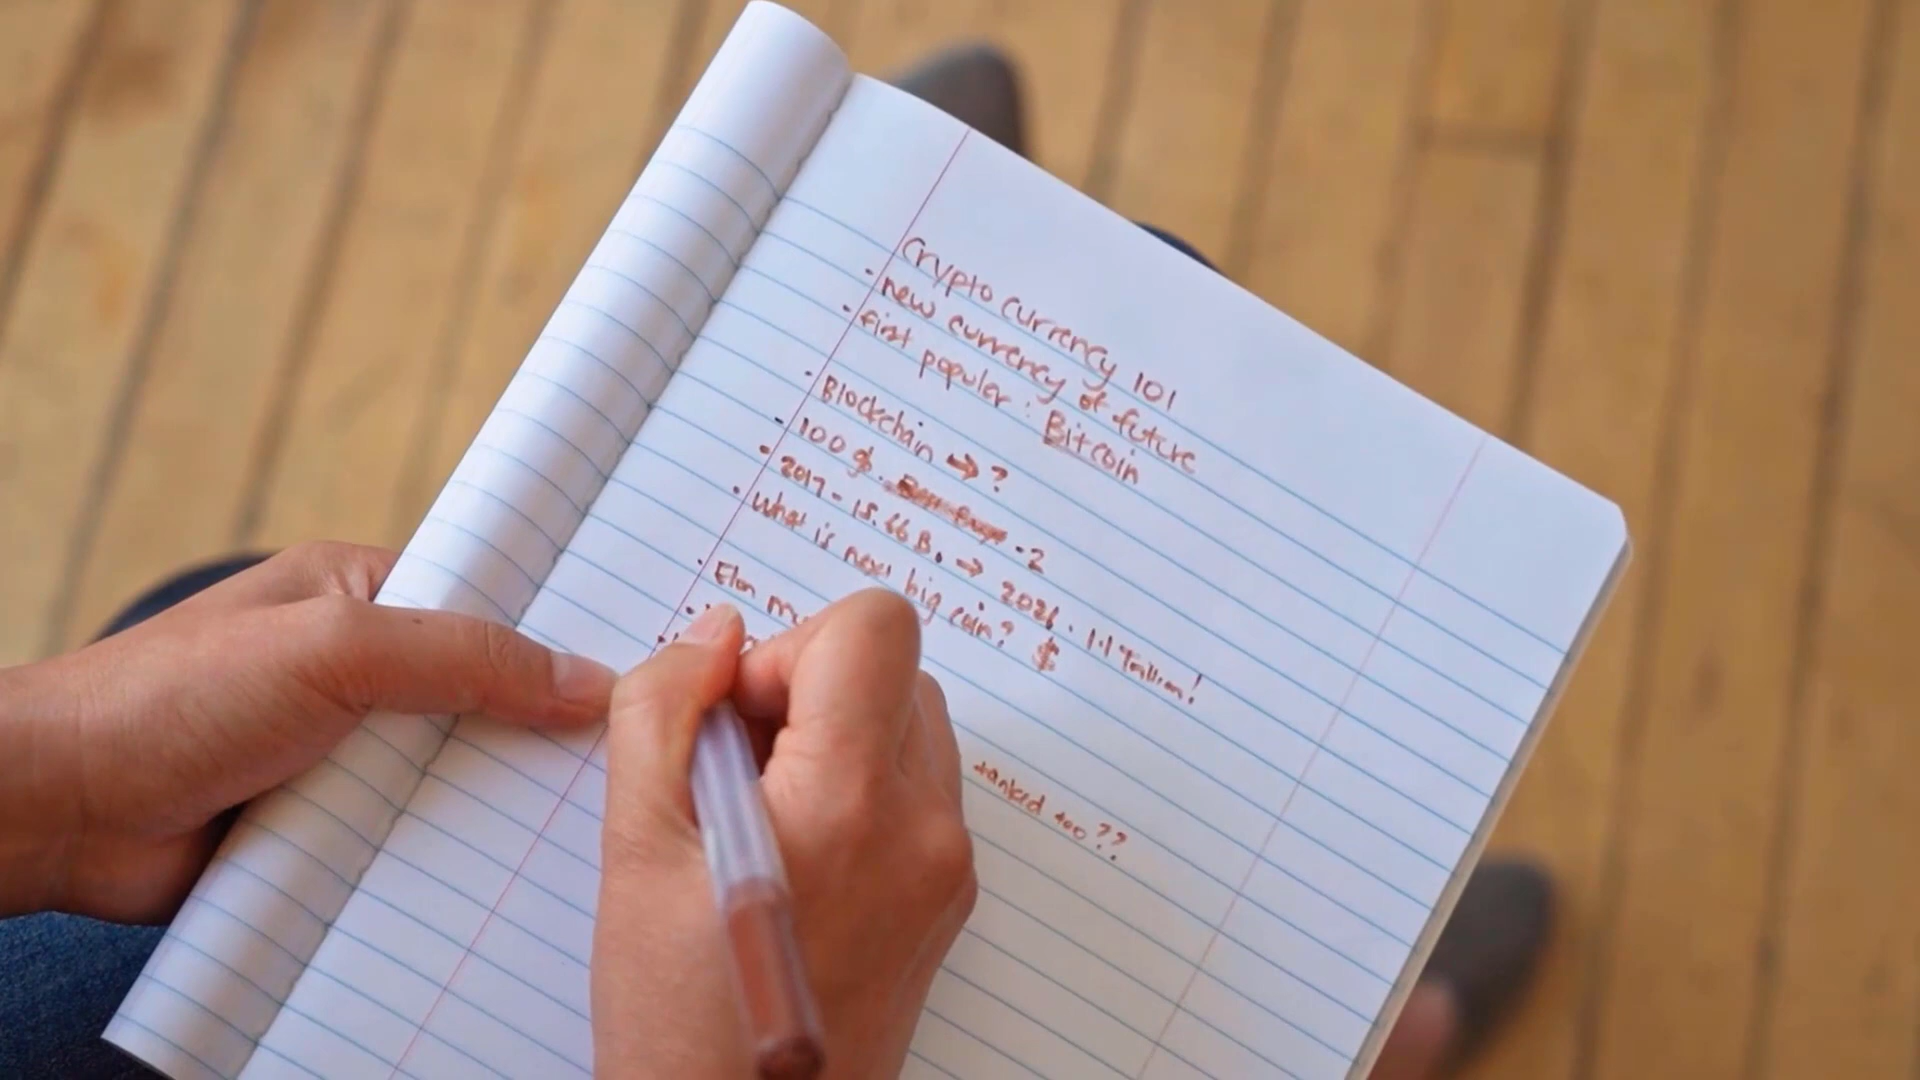 Crypto currency 101
· new currency of future
· first popular : Bitcoin
· Blockchain → ?
- 100 $ . - 2
· 2017 - 15.66 B. → 2021 . 1.1 Trillion!
· What is next big coin? $
· Elon
tanked too ??